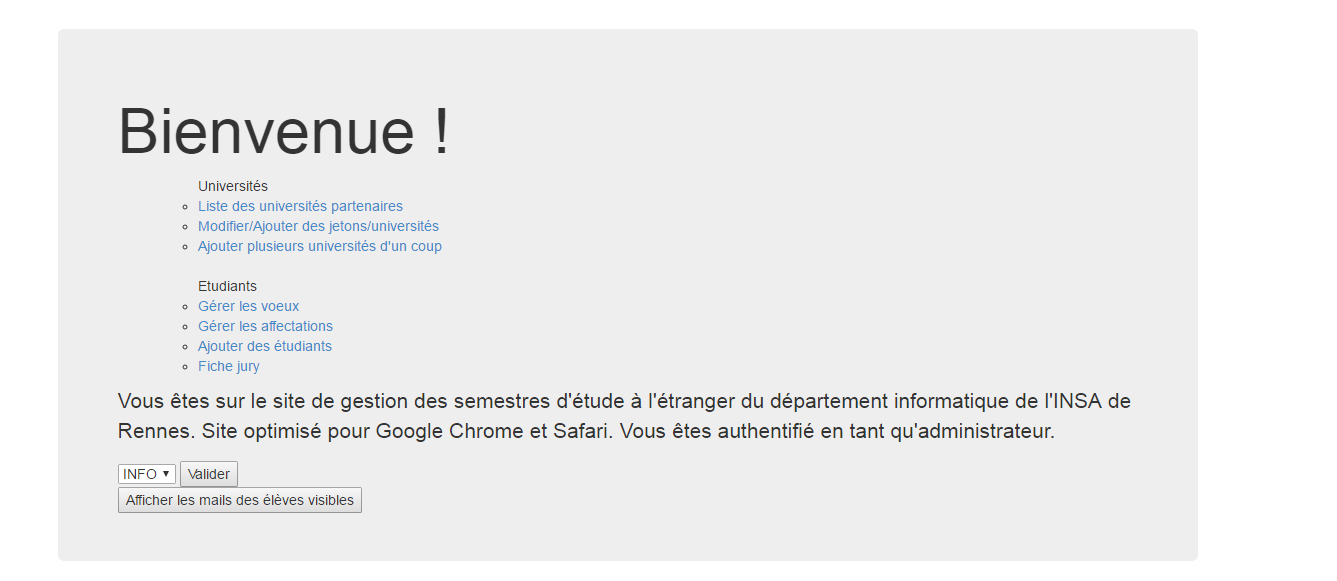 Bienvenue !
Universités
Liste des universités partenaires
Modifier/Ajouter des jetons/universités
Ajouter plusieurs universités d'un coup
Etudiants
Gérer les voeux
Gérer les affectations
Ajouter des étudiants
Fiche jury
Vous êtes sur le site de gestion des semestres d'étude à l'étranger du département informatique de l'INSA de
Rennes. Site optimisé pour Google Chrome et Safari. Vous êtes authentifié en tant qu'administrateur.
INFO Valider
Afficher les mails des élèves visibles